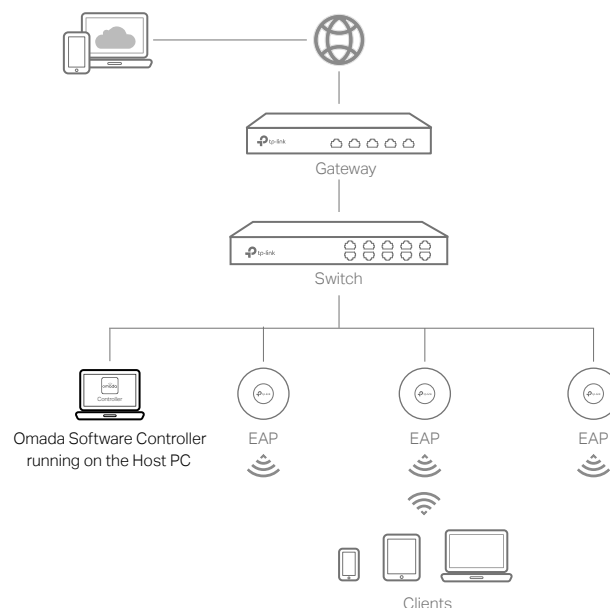 tp-link
Gateway
tp-link
Switch
omada
Controller
Omada Software Controller
running on the Host PC
EAP
EAP
EAP
Clients